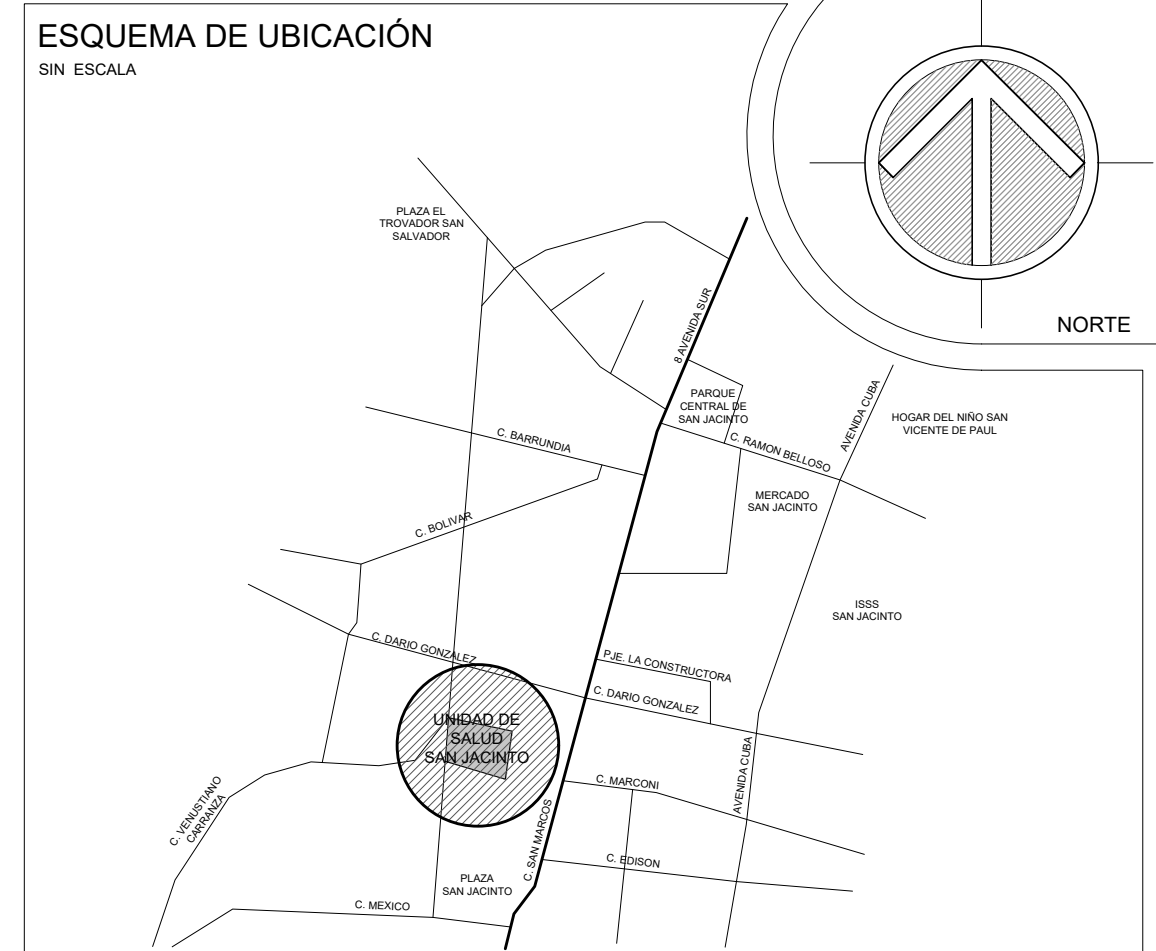 ESQUEMA DE UBICACIÓN
SIN ESCALA
NORTE
PLAZA EL
TROVADOR SAN
SALVADOR
8 AVENIDA SUR
PARQUE
CENTRAL DE
SAN JACINTO
AVENIDA CUBA
HOGAR DEL NIÑO SAN
VICENTE DE PAUL
C. BARRUNDIA
C. RAMON BELLOSO
MERCADO
SAN JACINTO
C. BOLIVAR
ISSS
SAN JACINTO
C. DARIO GONZALEZ
PJE. LA CONSTRUCTORA
C. DARIO GONZALEZ
UNIDAD DE
SALUD
SAN JACINTO
C. MARCONI
AVENIDA CUBA
C. VENUSTIANO
CARRANZA
C. SAN MARCOS
C. EDISON
PLAZA
SAN JACINTO
C. MEXICO